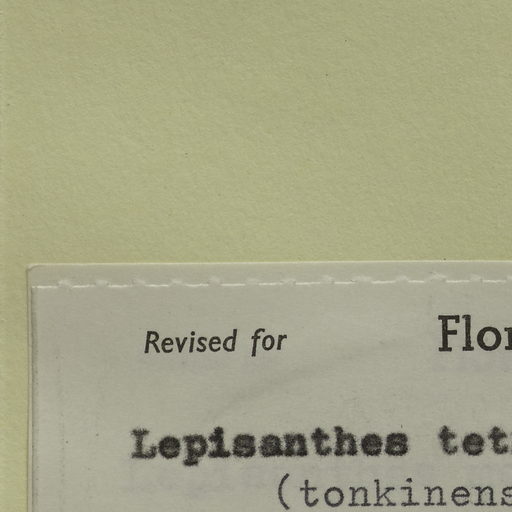 Revised for Flor
Lepisanthes tet
(tonkinens